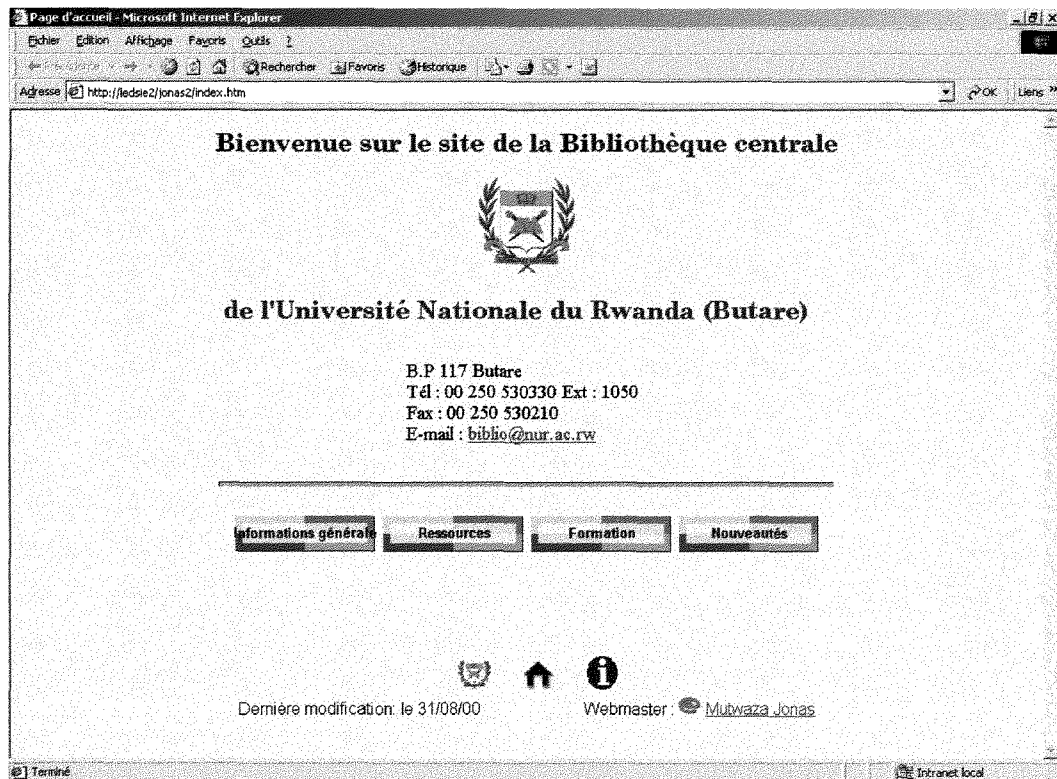 Page d'accueil - Microsoft Internet Explorer
Fichier Edition Affichage Favoris Outils ?
Rechercher Favoris Historique
Adresse http://ledsie2/jonas2/index.htm OK Liens »
Bienvenue sur le site de la Bibliothèque centrale
de l'Université Nationale du Rwanda (Butare)
B.P 117 Butare
Tél : 00 250 530330 Ext : 1050
Fax : 00 250 530210
E-mail : biblio@nur.ac.rw
Informations générale Ressources Formation Nouveautés
Dernière modification: le 31/08/00 Webmaster : Mutwaza Jonas
Terminé Intranet local